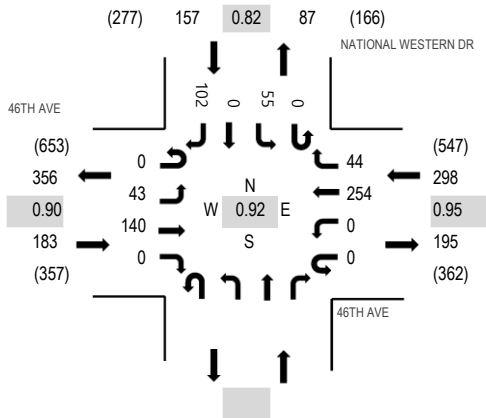 (277) 157 0.82 87 (166)
NATIONAL WESTERN DR
46TH AVE
102 0 55 0
(653) (547)
0 44
356 298
43 254
N
0.90 W 0.92 E 0.95
S
140 0
183 195
0 0
(357) (362)
46TH AVE